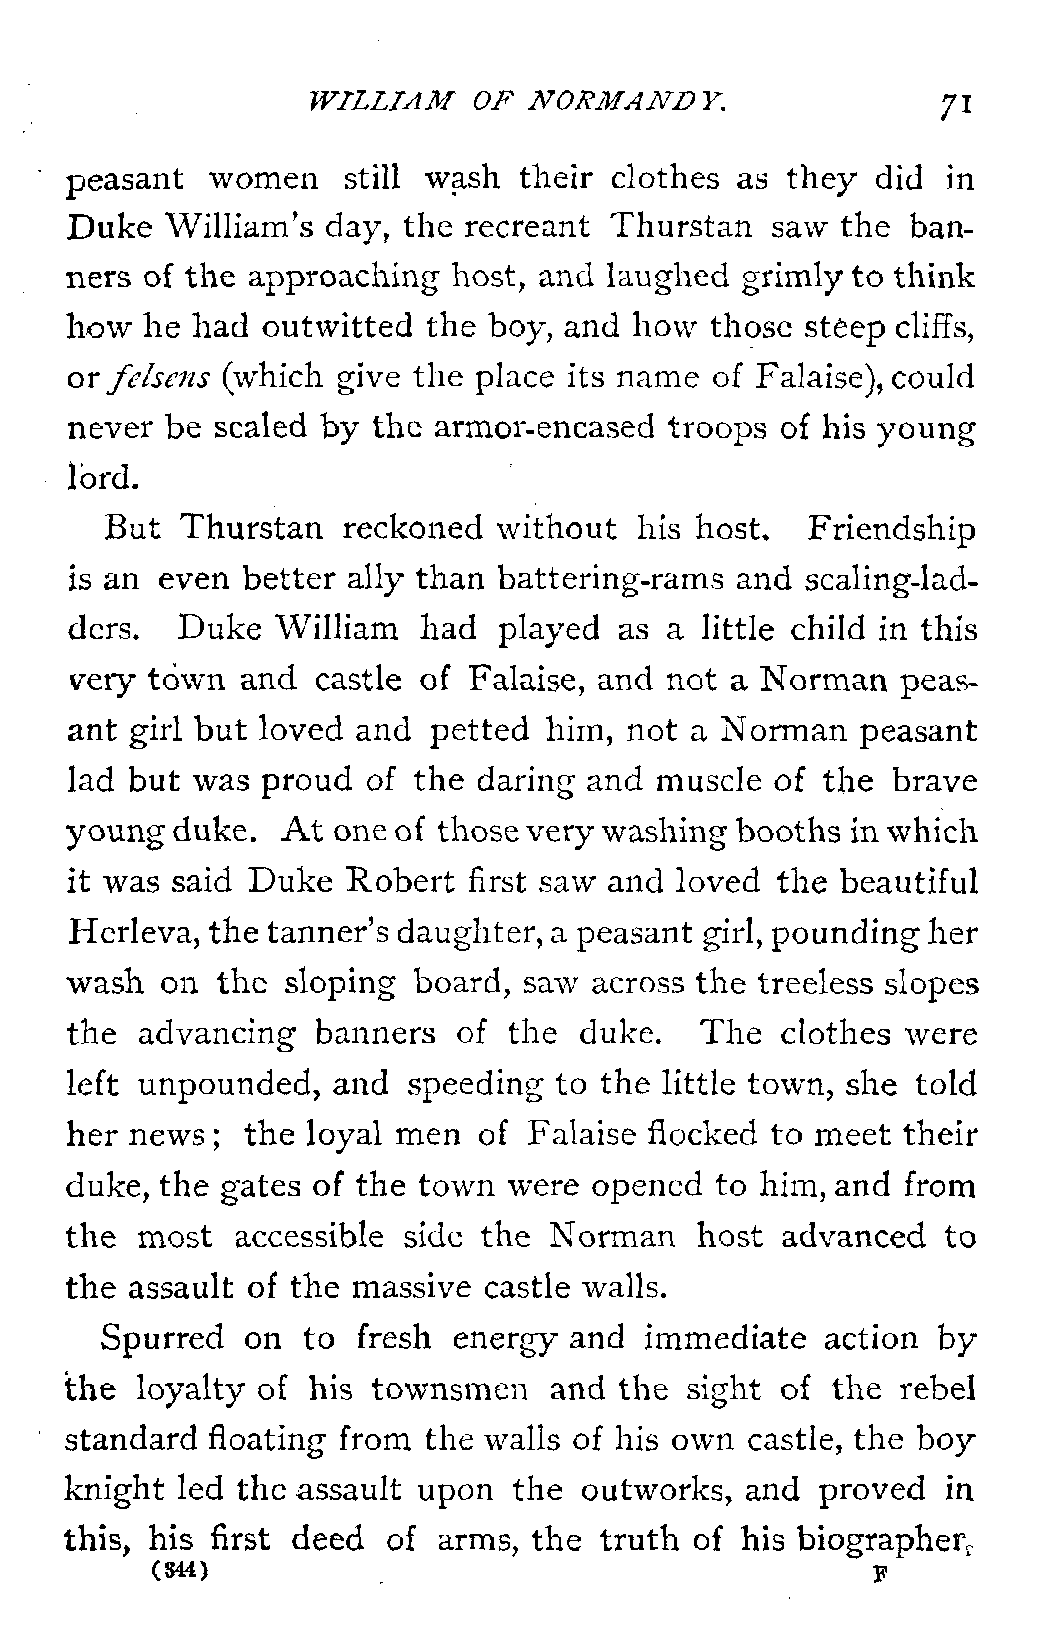 WILLIAM OF NORMANDY. 71
peasant women still wash their clothes as they did in
Duke William's day, the recreant Thurstan saw the ban-
ners of the approaching host, and laughed grimly to think
how he had outwitted the boy, and how those steep cliffs,
or felsens (which give the place its name of Falaise), could
never be scaled by the armor-encased troops of his young
lord.
But Thurstan reckoned without his host. Friendship
is an even better ally than battering-rams and scaling-lad-
ders. Duke William had played as a little child in this
very town and castle of Falaise, and not a Norman peas-
ant girl but loved and petted him, not a Norman peasant
lad but was proud of the daring and muscle of the brave
young duke. At one of those very washing booths in which
it was said Duke Robert first saw and loved the beautiful
Herleva, the tanner's daughter, a peasant girl, pounding her
wash on the sloping board, saw across the treeless slopes
the advancing banners of the duke. The clothes were
left unpounded, and speeding to the little town, she told
her news; the loyal men of Falaise flocked to meet their
duke, the gates of the town were opened to him, and from
the most accessible side the Norman host advanced to
the assault of the massive castle walls.
Spurred on to fresh energy and immediate action by
the loyalty of his townsmen and the sight of the rebel
standard floating from the walls of his own castle, the boy
knight led the assault upon the outworks, and proved in
this, his first deed of arms, the truth of his biographer,
(344) F